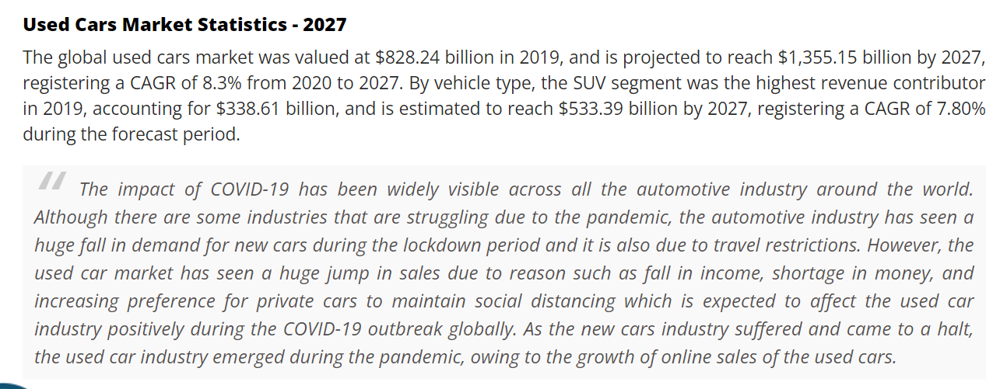 Used Cars Market Statistics - 2027
The global used cars market was valued at $828.24 billion in 2019, and is projected to reach $1,355.15 billion by 2027,
registering a CAGR of 8.3% from 2020 to 2027. By vehicle type, the SUV segment was the highest revenue contributor
in 2019, accounting for $338.61 billion, and is estimated to reach $533.39 billion by 2027, registering a CAGR of 7.80%
during the forecast period.
“ The impact of COVID-19 has been widely visible across all the automotive industry around the world.
Although there are some industries that are struggling due to the pandemic, the automotive industry has seen a
huge fall in demand for new cars during the lockdown period and it is also due to travel restrictions. However, the
used car market has seen a huge jump in sales due to reason such as fall in income, shortage in money, and
increasing preference for private cars to maintain social distancing which is expected to affect the used car
industry positively during the COVID-19 outbreak globally. As the new cars industry suffered and came to a halt,
the used car industry emerged during the pandemic, owing to the growth of online sales of the used cars.